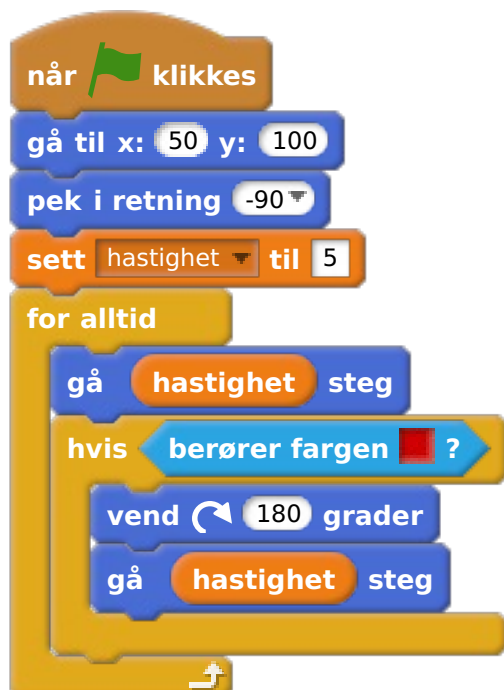 når klikkes
gå til x: 50 y: 100
pek i retning -90
sett hastighet til 5
for alltid
gå hastighet steg
hvis berører fargen ?
vend 180 grader
gå hastighet steg